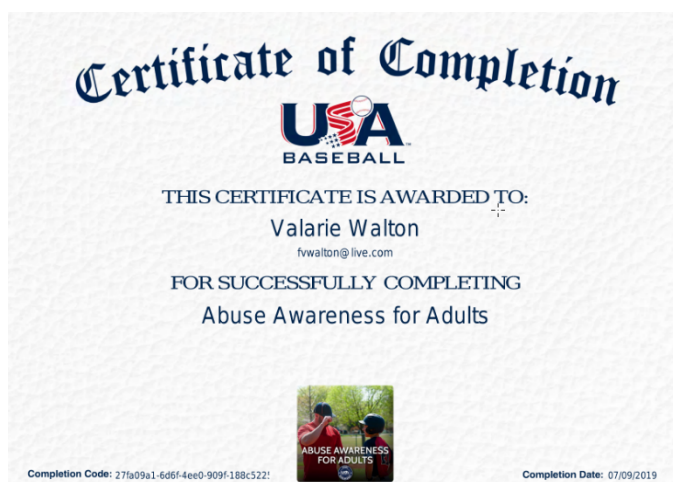 Certificate of Completion
USA
BASEBALL
THIS CERTIFICATE IS AWARDED TO:
Valarie Walton
fvwalton@live.com
FOR SUCCESSFULLY COMPLETING
Abuse Awareness for Adults
ABUSE AWARENESS
FOR ADULTS
Completion Code: 27fa09a1-6d6f-4ee0-909f-188c522
Completion Date: 07/09/2019